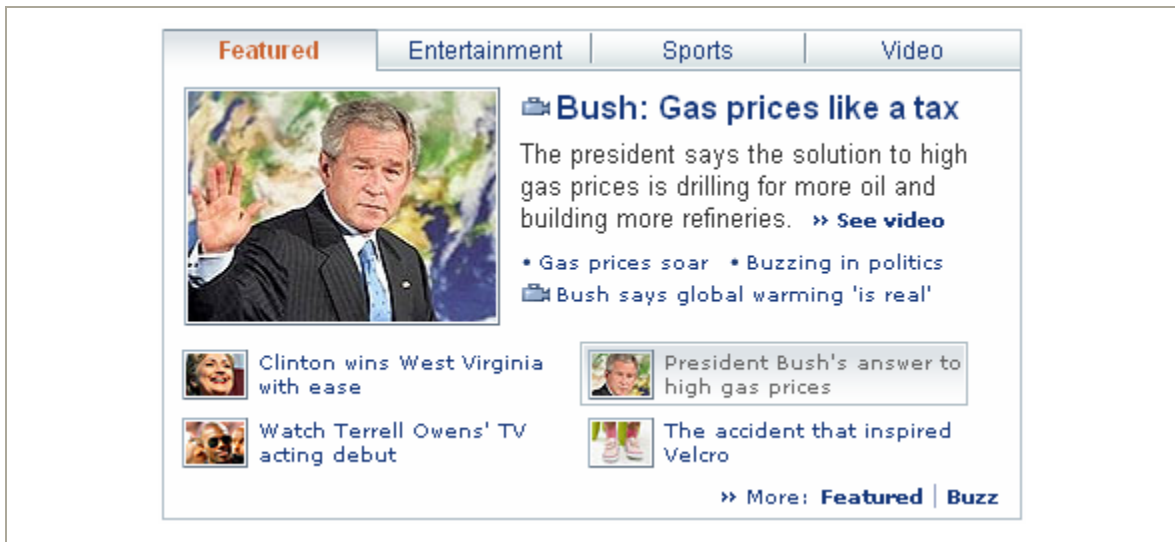 Featured Entertainment Sports Video
Bush: Gas prices like a tax
The president says the solution to high
gas prices is drilling for more oil and
building more refineries. » See video
• Gas prices soar • Buzzing in politics
Bush says global warming 'is real'
Clinton wins West Virginia
with ease
President Bush's answer to
high gas prices
Watch Terrell Owens' TV
acting debut
The accident that inspired
Velcro
» More: Featured | Buzz